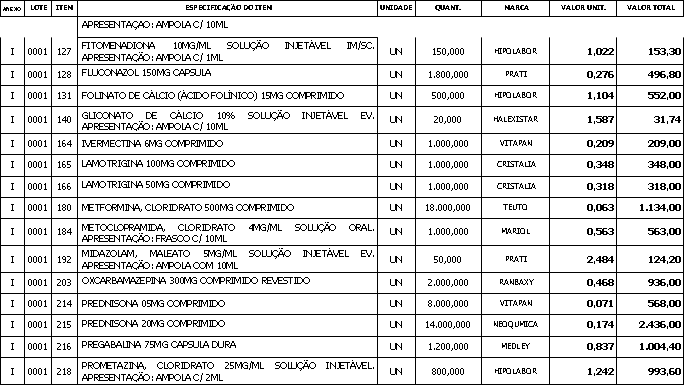 ANEXO LOTE ITEM ESPECIFICAÇÃO DO ITEM UNIDADE QUANT. MARCA VALOR UNIT. VALOR TOTAL
APRESENTAÇAO: AMPOLA C/ 10ML
I 0001 127 FITOMENADIONA 10MG/ML SOLUÇÃO INJETÁVEL IM/SC. APRESENTAÇÃO: AMPOLA C/ 1ML UN 150,000 HIPOLABOR 1,022 153,30
I 0001 128 FLUCONAZOL 150MG CAPSULA UN 1.800,000 PRATI 0,276 496,80
I 0001 131 FOLINATO DE CÁLCIO (ÁCIDO FOLÍNICO) 15MG COMPRIMIDO UN 500,000 HIPOLABOR 1,104 552,00
I 0001 140 GLICONATO DE CÁLCIO 10% SOLUÇÃO INJETÁVEL EV. APRESENTAÇÃO: AMPOLA C/ 10ML UN 20,000 HALEXISTAR 1,587 31,74
I 0001 164 IVERMECTINA 6MG COMPRIMIDO UN 1.000,000 VITAPAN 0,209 209,00
I 0001 165 LAMOTRIGINA 100MG COMPRIMIDO UN 1.000,000 CRISTALIA 0,348 348,00
I 0001 166 LAMOTRIGINA 50MG COMPRIMIDO UN 1.000,000 CRISTALIA 0,318 318,00
I 0001 180 METFORMINA, CLORIDRATO 500MG COMPRIMIDO UN 18.000,000 TEUTO 0,063 1.134,00
I 0001 184 METOCLOPRAMIDA, CLORIDRATO 4MG/ML SOLUÇÃO ORAL. APRESENTAÇÃO: FRASCO C/ 10ML UN 1.000,000 MARIOL 0,563 563,00
I 0001 192 MIDAZOLAM, MALEATO 5MG/ML SOLUÇÃO INJETÁVEL EV. APRESENTAÇÃO: AMPOLA COM 10ML UN 50,000 PRATI 2,484 124,20
I 0001 203 OXCARBAMAZEPINA 300MG COMPRIMIDO REVESTIDO UN 2.000,000 RANBAXY 0,468 936,00
I 0001 214 PREDNISONA 05MG COMPRIMIDO UN 8.000,000 VITAPAN 0,071 568,00
I 0001 215 PREDNISONA 20MG COMPRIMIDO UN 14.000,000 NEOQUMICA 0,174 2.436,00
I 0001 216 PREGABALINA 75MG CAPSULA DURA UN 1.200,000 MEDLEY 0,837 1.004,40
I 0001 218 PROMETAZINA, CLORIDRATO 25MG/ML SOLUÇÃO INJETÁVEL. APRESENTAÇÃO: AMPOLA C/ 2ML UN 800,000 HIPOLABOR 1,242 993,60